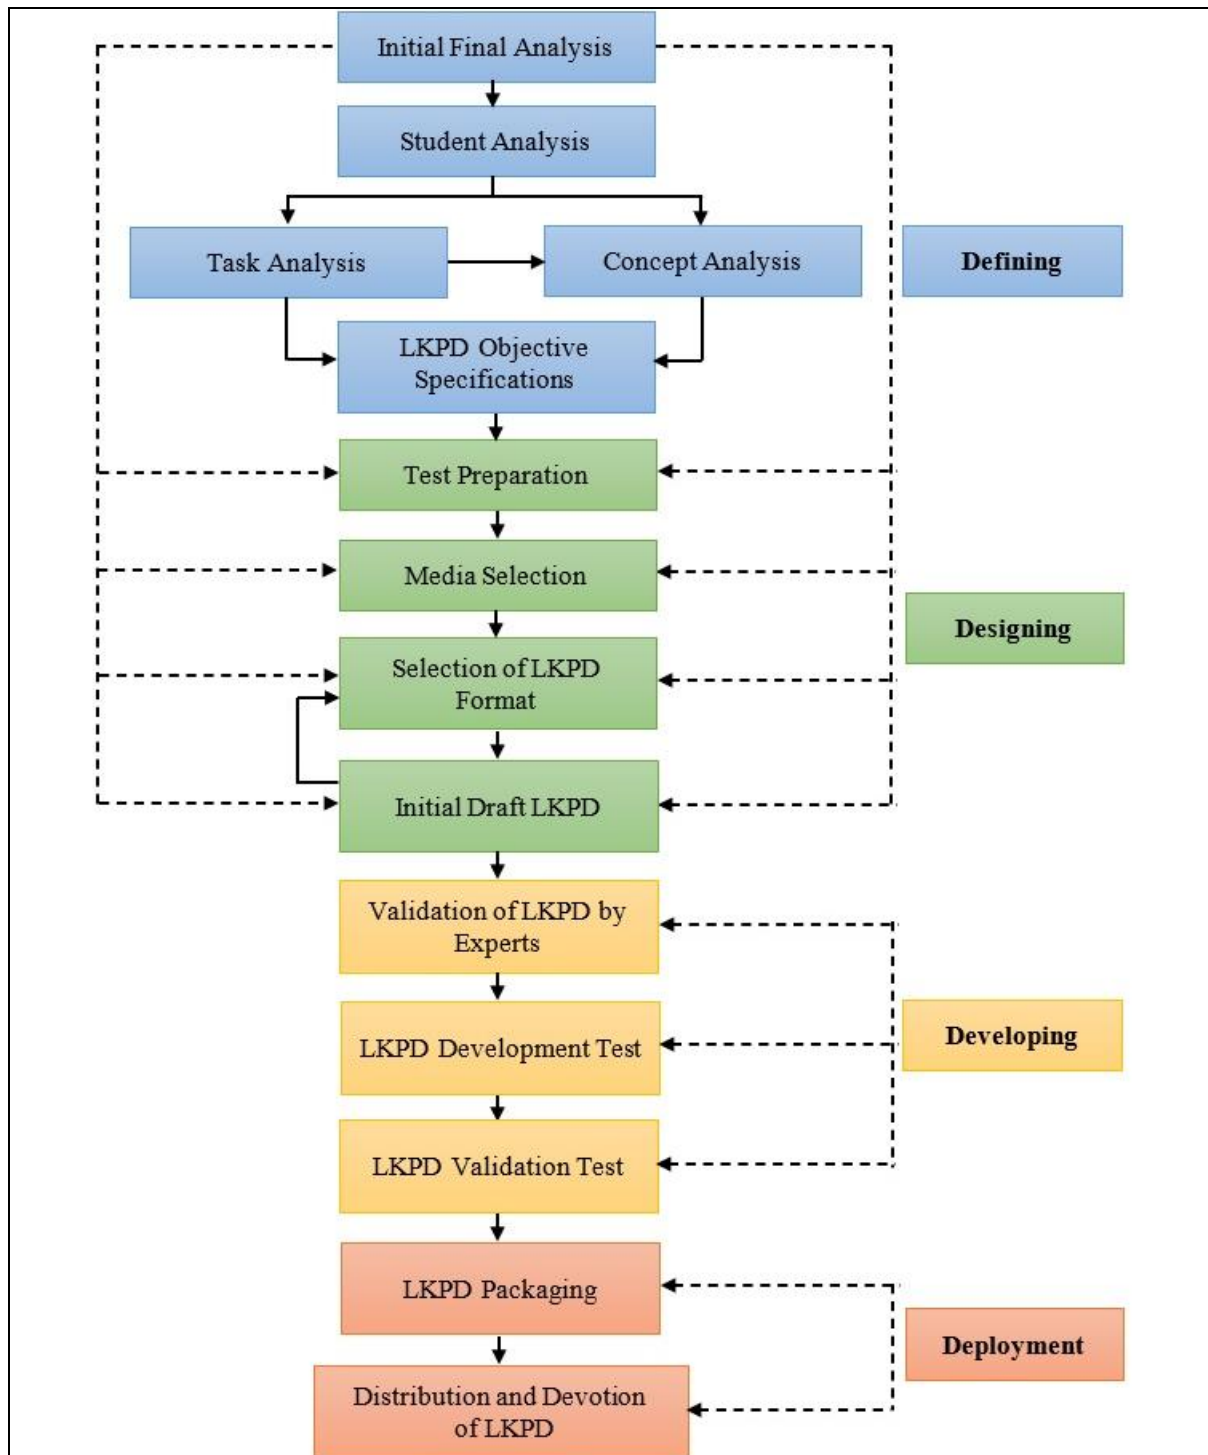 Initial Final Analysis
Student Analysis
Task Analysis
Concept Analysis
Defining
LKPD Objective
Specifications
Test Preparation
Media Selection
Designing
Selection of LKPD
Format
Initial Draft LKPD
Validation of LKPD by
Experts
LKPD Development Test
Developing
LKPD Validation Test
LKPD Packaging
Deployment
Distribution and Devotion
of LKPD